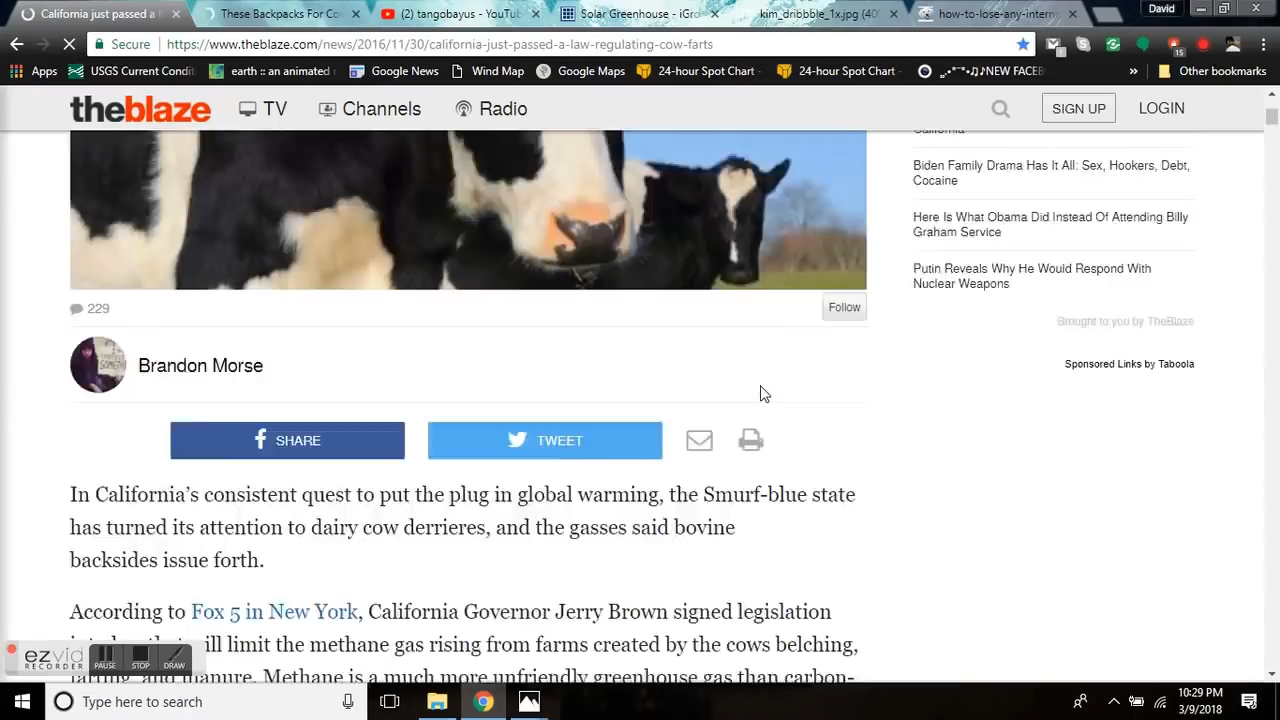 California just passed a
These Backpacks For Co
(2) tangobayus - YouTub
Solar Greenhouse - iGro
kim_dribbble_1x.jpg (40
how-to-lose-any-intern
David
Secure
https://www.theblaze.com/news/2016/11/30/california-just-passed-a-law-regulating-cow-farts
15
Apps
USGS Current Condi
earth :: an animated
Google News
Wind Map
Google Maps
24-hour Spot Chart -
24-hour Spot Chart -
NEW FACEB
»
Other bookmarks
theblaze
TV
Channels
Radio
SIGN UP
LOGIN
California
Biden Family Drama Has It All: Sex, Hookers, Debt,
Cocaine
Here Is What Obama Did Instead Of Attending Billy
Graham Service
Putin Reveals Why He Would Respond With
Nuclear Weapons
Brought to you by TheBlaze
Sponsored Links by Taboola
229
Follow
Brandon Morse
SHARE
TWEET
In California's consistent quest to put the plug in global warming, the Smurf-blue state
has turned its attention to dairy cow derrieres, and the gasses said bovine
backsides issue forth.
According to Fox 5 in New York, California Governor Jerry Brown signed legislation
will limit the methane gas rising from farms created by the cows belching,
farting, and manure. Methane is a much more unfriendly greenhouse gas than carbon-
ezvid
RECORDER
PAUSE
STOP
DRAW
Type here to search
10:29 PM
3/9/2018